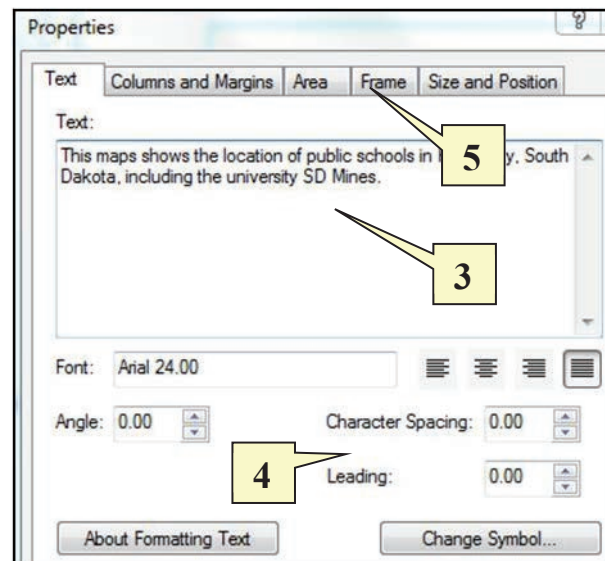 Properties
Text Columns and Margins Area Frame Size and Position
Text:
5
This maps shows the location of public schools in South
Dakota, including the university SD Mines.
3
Font: Arial 24.00
Angle: 0.00 Character Spacing: 0.00
4
Leading: 0.00
About Formatting Text Change Symbol...